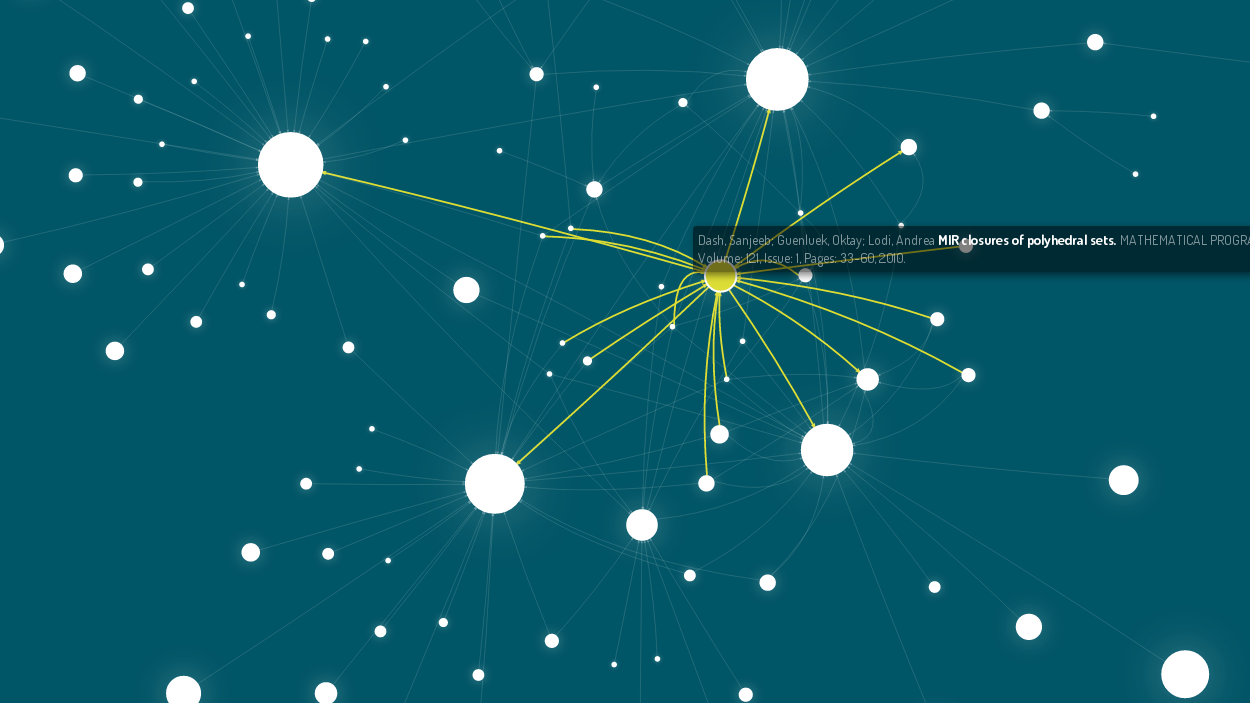 Dash, Sanjeeb; Guenluek, Oktay; Lodi, Andrea MIR closures of polyhedral sets. MATHEMATICAL PROGRA
Volume: 121, Issue: 1, Pages: 33-60, 2010.